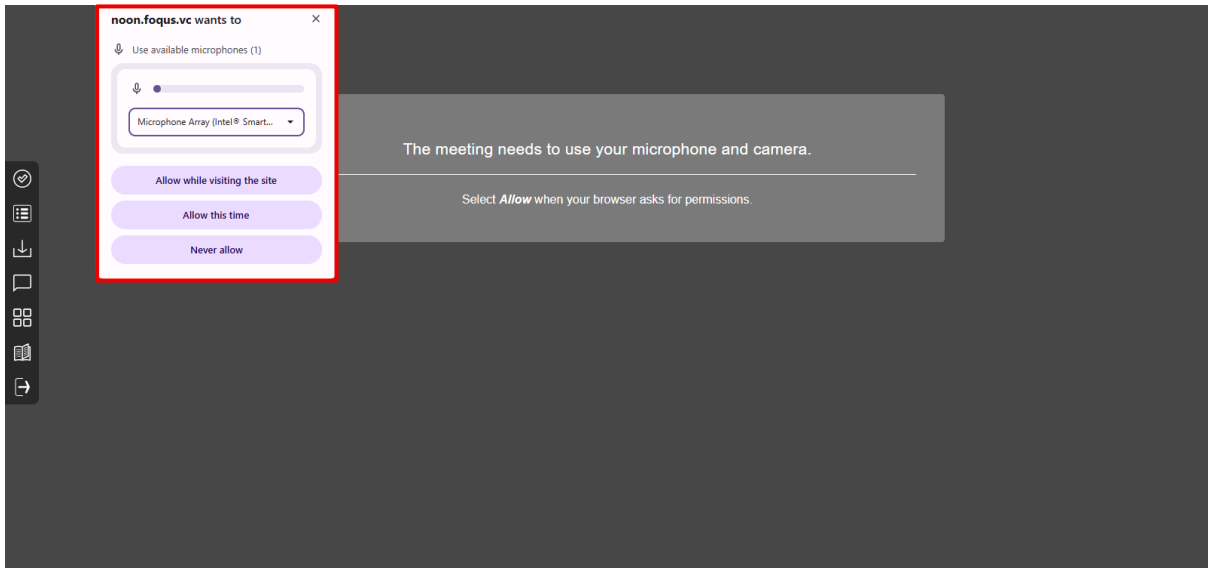 noon.foqus.vc wants to
Use available microphones (1)
Microphone Array (Intel® Smart...
Allow while visiting the site
Allow this time
Never allow
The meeting needs to use your microphone and camera.
Select Allow when your browser asks for permissions.